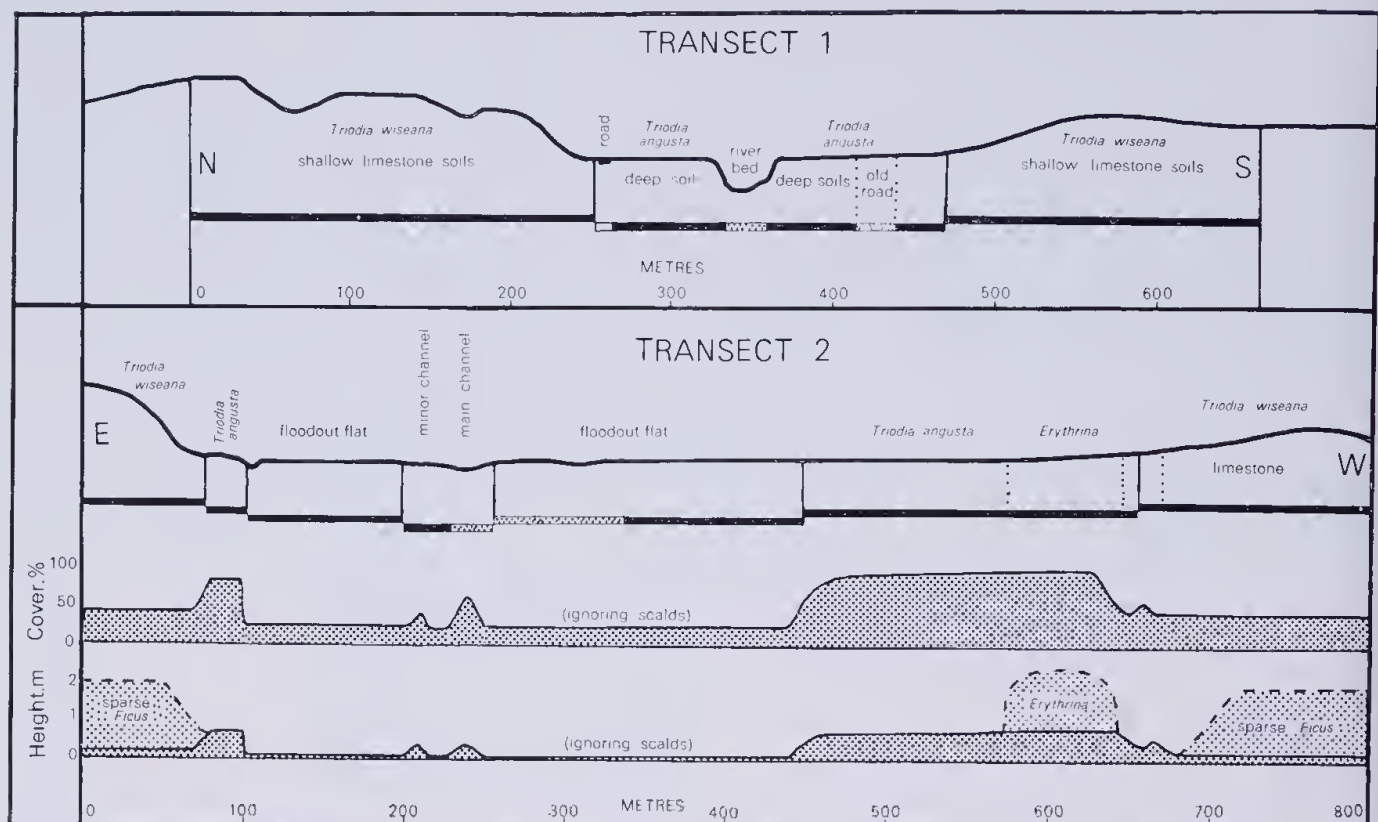 TRANSECT 1
N
Triodia wiseana
shallow limestone soils
road
Triodia
angusta
deep soil
river
bed
Triodia
angusta
deep soils
old
road
Triodia wiseana
shallow limestone soils
S
METRES
0 100 200 300 400 500 600
TRANSECT 2
E
Triodia
wiseana
Triodia
angusta
floodout flat
minor channel
main channel
floodout flat
Triodia angusta
Erythrina
Triodia wiseana
limestone
W
Cover.%
100
50
0
(ignoring scalds)
Height.m
2
1
0
sparse
Ficus
(ignoring scalds)
Erythrina
sparse Ficus
0 100 200 300 METRES 400 500 600 700 800